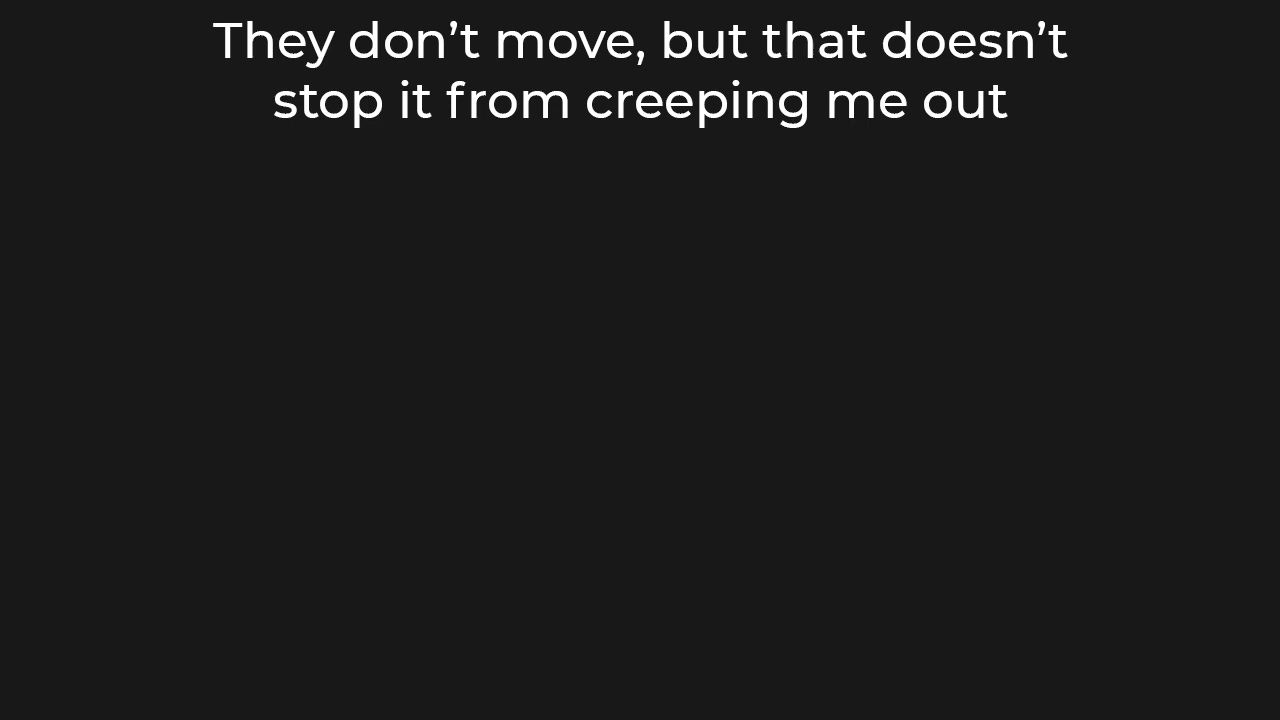 They don’t move, but that doesn’t
stop it from creeping me out